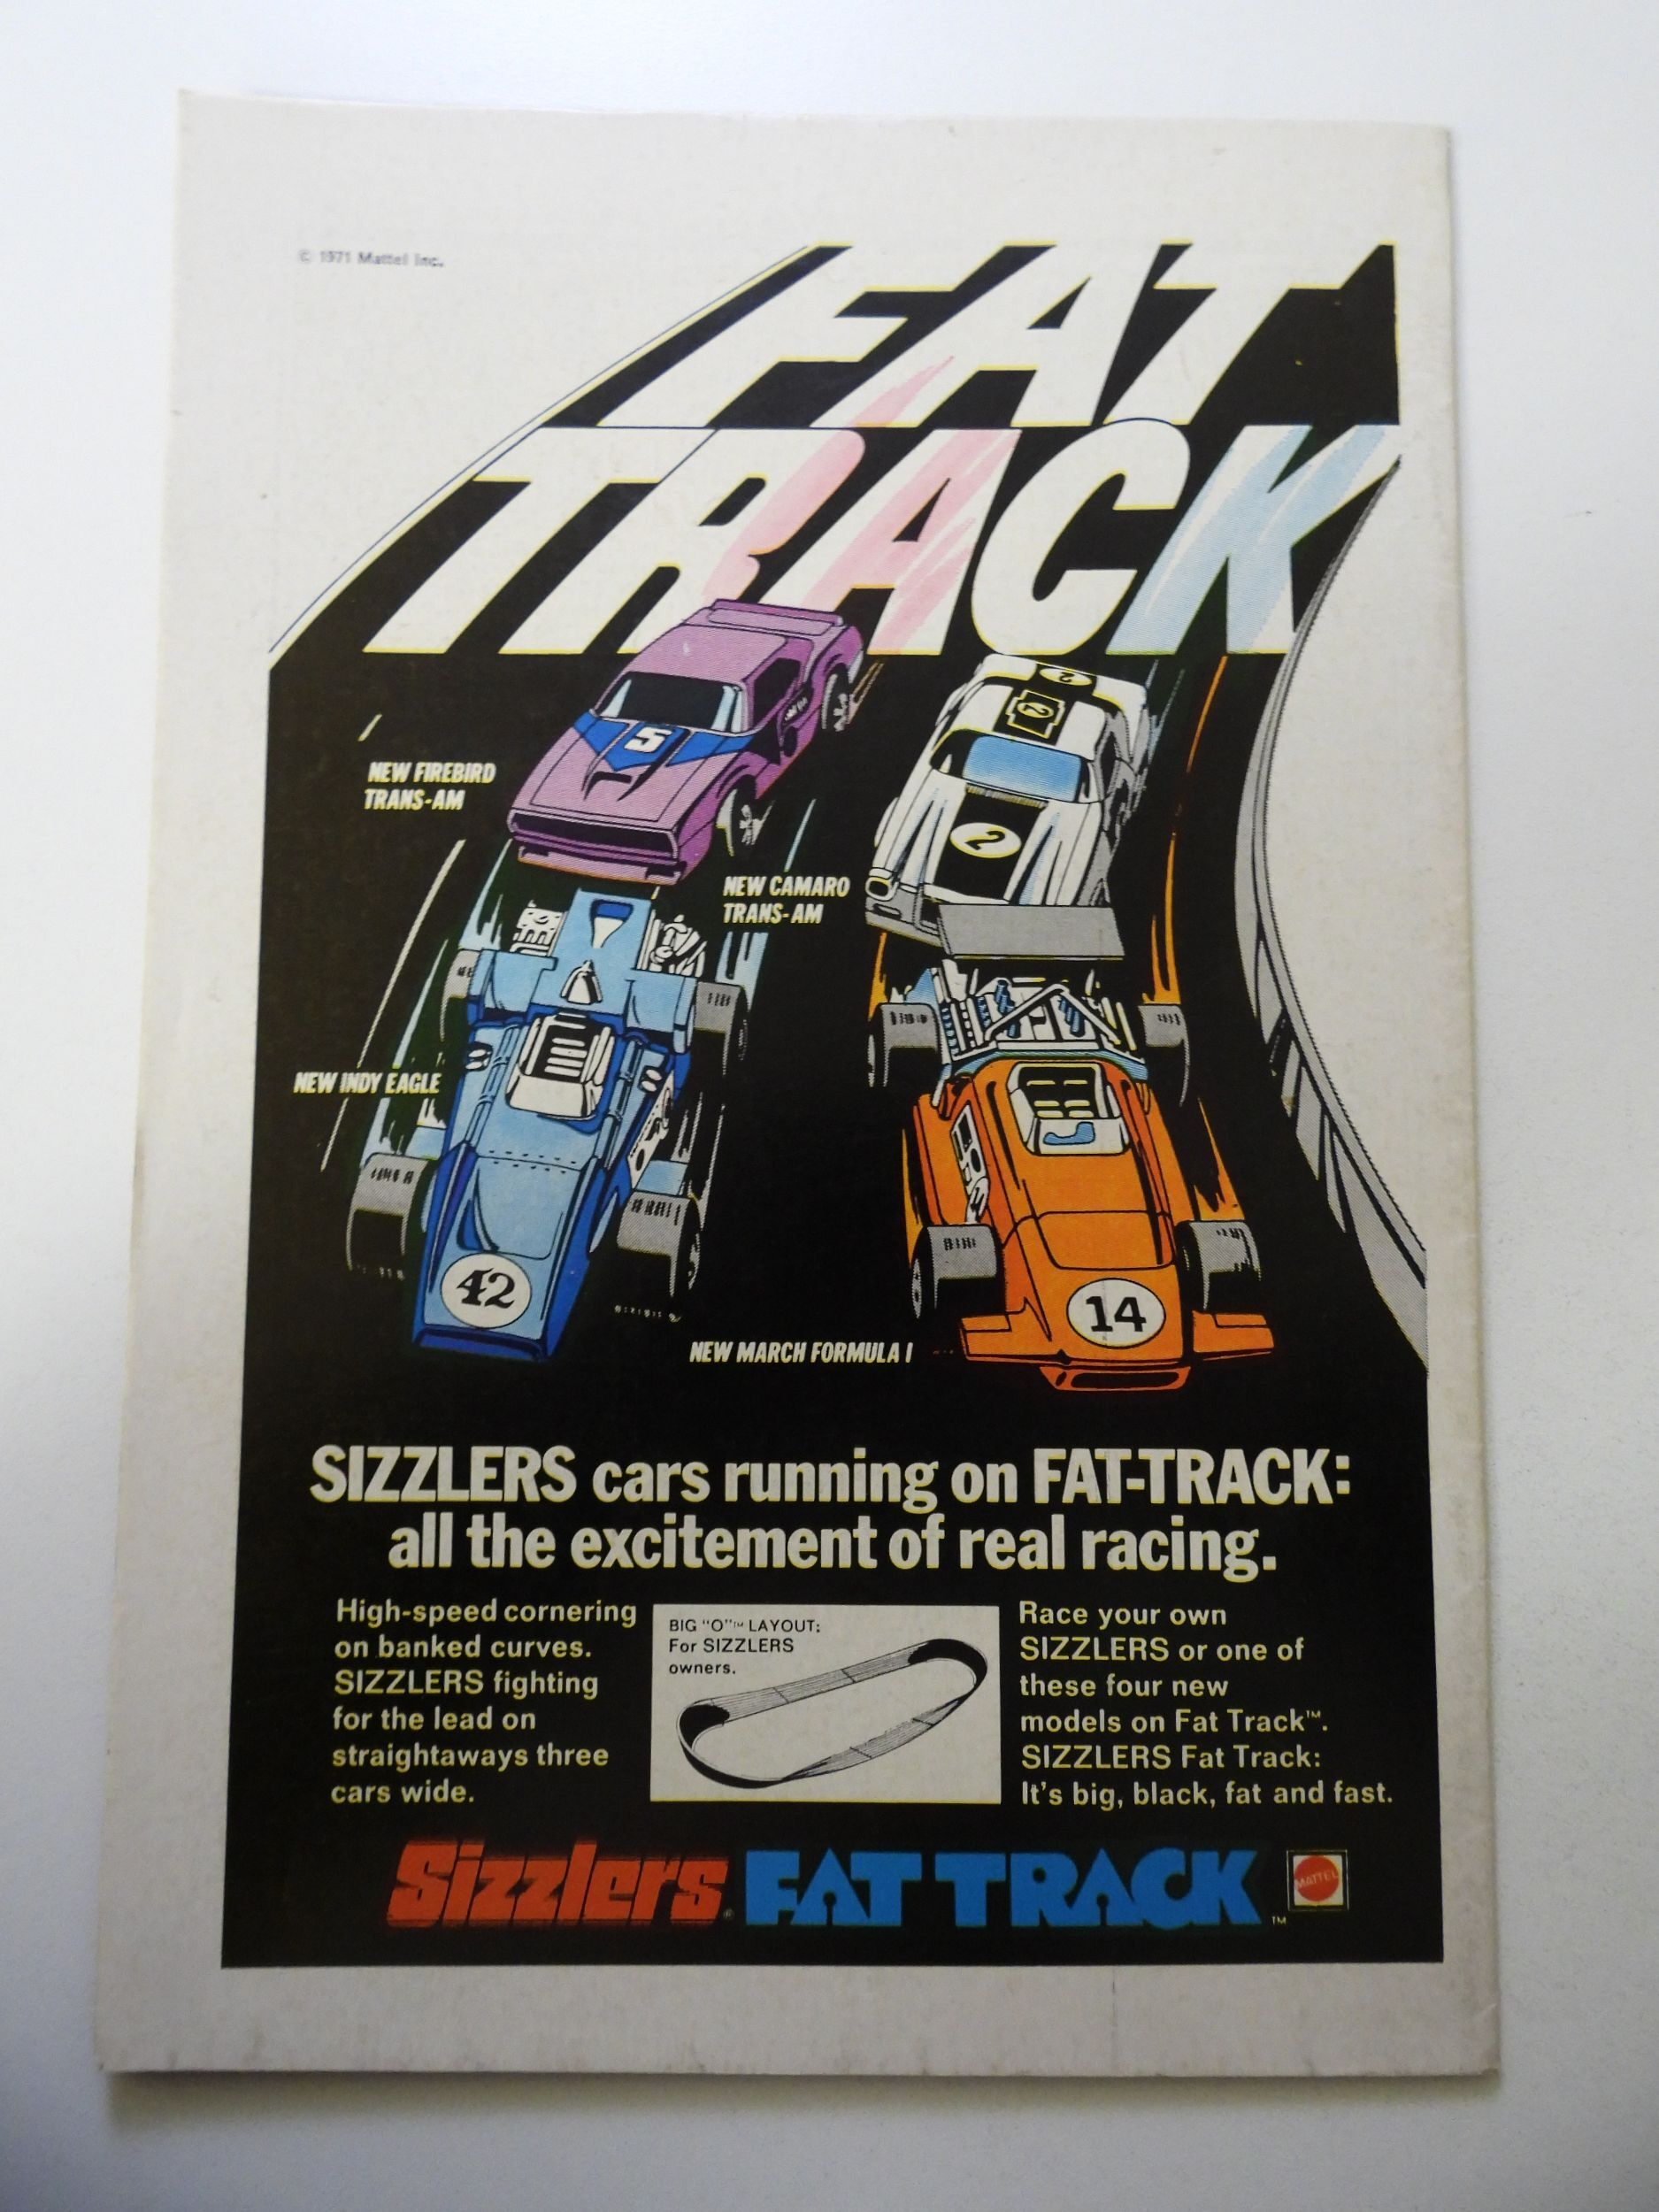 © 1971 Mattel Inc.
FAT
TRACK
5
2
2
2
NEW FIREBIRD
TRANS-AM
NEW CAMARO
TRANS-AM
NEW INDY EAGLE
42
14
NEW MARCH FORMULA I
SIZZLERS cars running on FAT-TRACK:
all the excitement of real racing.
High-speed cornering
on banked curves.
SIZZLERS fighting
for the lead on
straightaways three
cars wide.
BIG "O"™ LAYOUT:
For SIZZLERS
owners.
Race your own
SIZZLERS or one of
these four new
models on Fat Track™.
SIZZLERS Fat Track:
It's big, black, fat and fast.
Sizzlers® FAT TRACK™
MATTEL